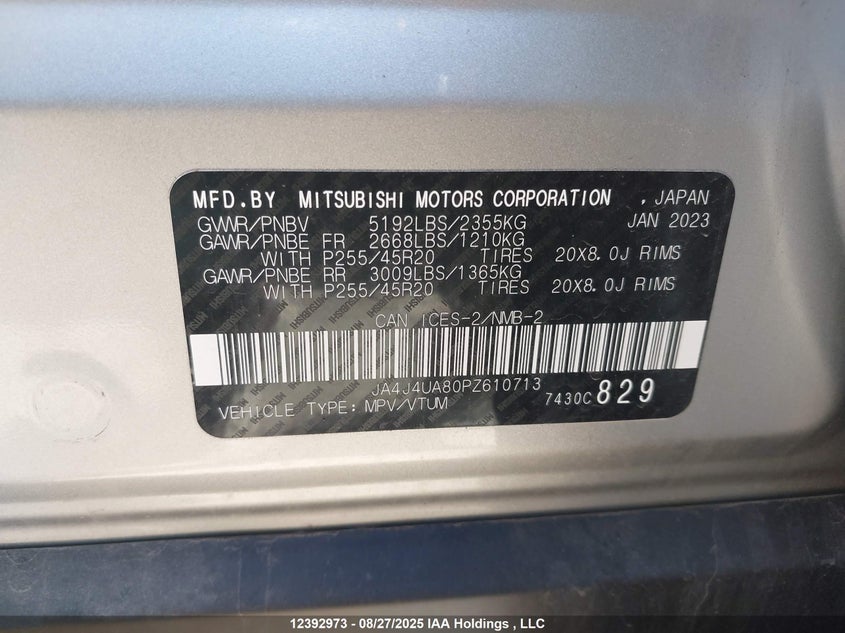 MFD.BY MITSUBISHI MOTORS CORPORATION , JAPAN
GVWR/PNBV 5192LBS/2355KG JAN 2023
GAWR/PNBE FR 2668LBS/1210KG
WITH P255/45R20 TIRES 20X8.0J RIMS
GAWR/PNBE RR 3009LBS/1365KG
WITH P255/45R20 TIRES 20X8.0J RIMS
CAN ICES-2/NMB-2
JA4J4UA80PZ610713
VEHICLE TYPE: MPV/VTUM 7430C 829
12392973 - 08/27/2025 IAA Holdings , LLC